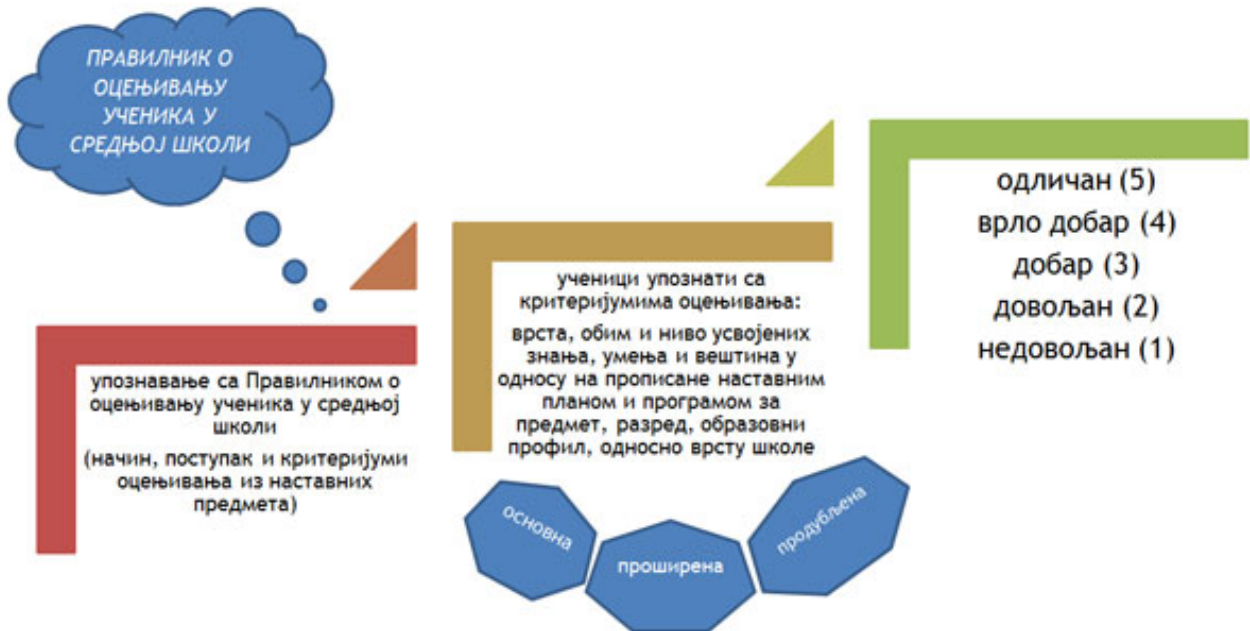 ПРАВИЛНИК О
ОЦЕЊИВАЊУ
УЧЕНИКА У
СРЕДЊОЈ ШКОЛИ
упознавање са Правилником о
оцењивању ученика у средњој
школи
(начин, поступак и критеријуми
оцењивања из наставних
предмета)
ученици упознати са
критеријумима оцењивања:
врста, обим и ниво усвојених
знања, умења и вештина у
односу на прописане наставним
планом и програмом за
предмет, разред, образовни
профил, односно врсту школе
основна
проширена
продубљена
одличан (5)
врло добар (4)
добар (3)
довољан (2)
недовољан (1)